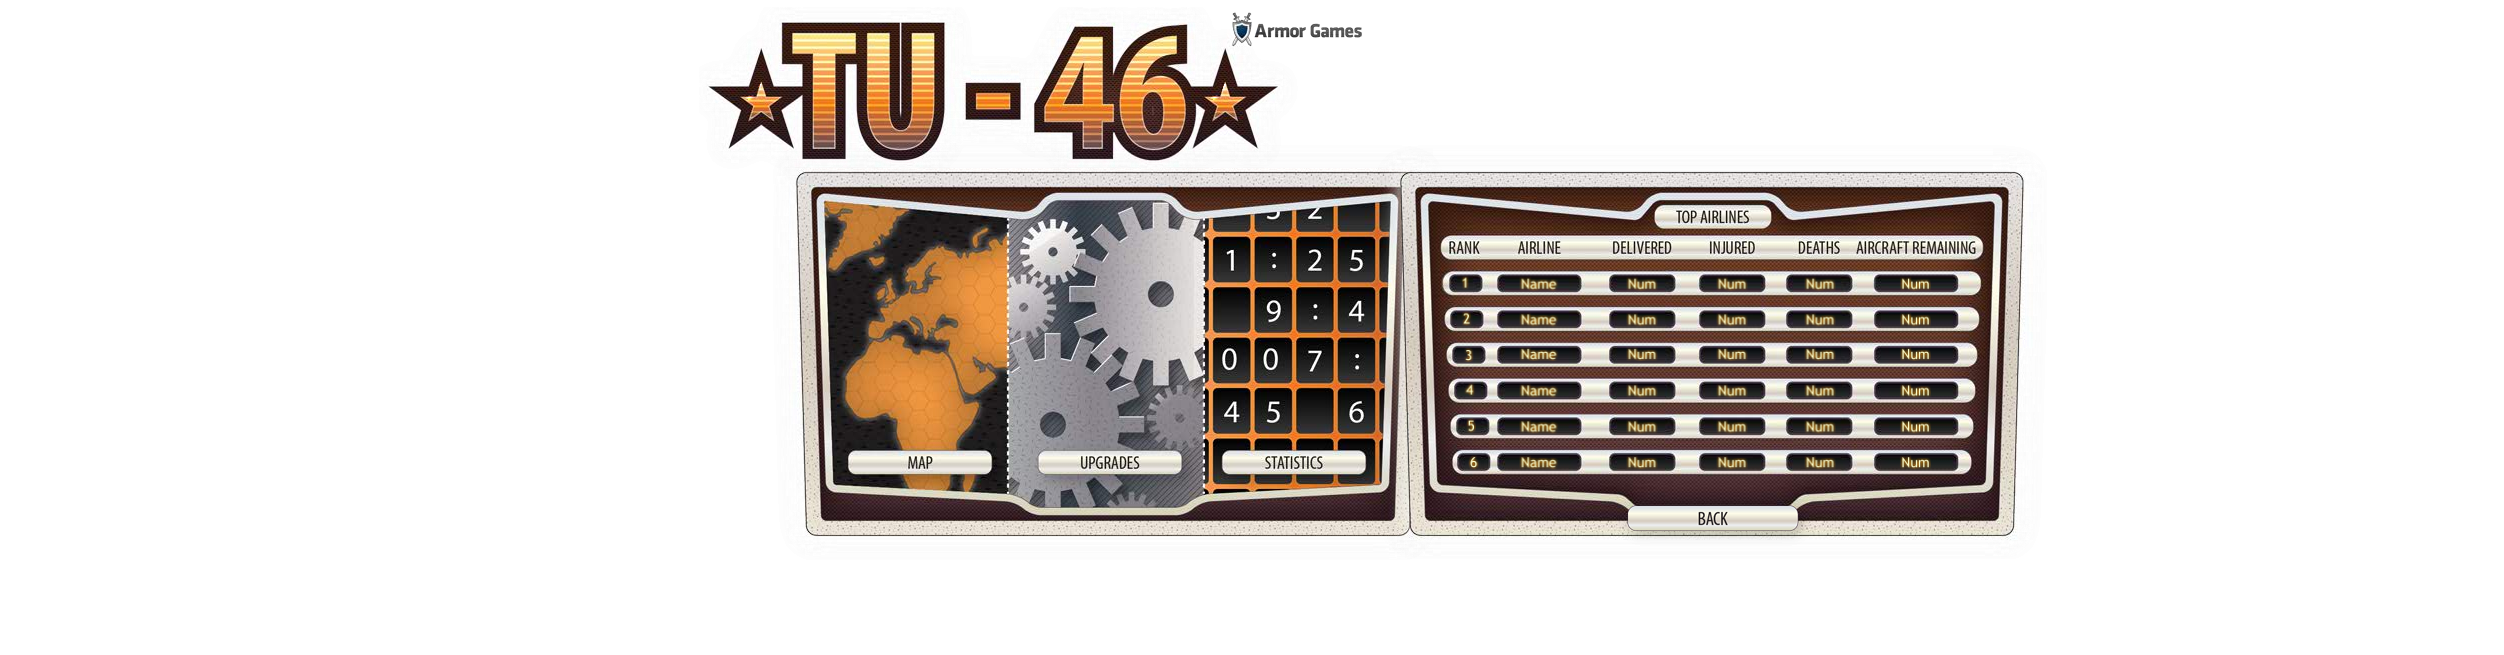 TU - 46
Armor Games
3 2
1 : 2 5
9 : 4
0 0 7 :
4 5 6
MAP
UPGRADES
STATISTICS
TOP AIRLINES
RANK AIRLINE DELIVERED INJURED DEATHS AIRCRAFT REMAINING
1 Name Num Num Num Num
2 Name Num Num Num Num
3 Name Num Num Num Num
4 Name Num Num Num Num
5 Name Num Num Num Num
6 Name Num Num Num Num
BACK